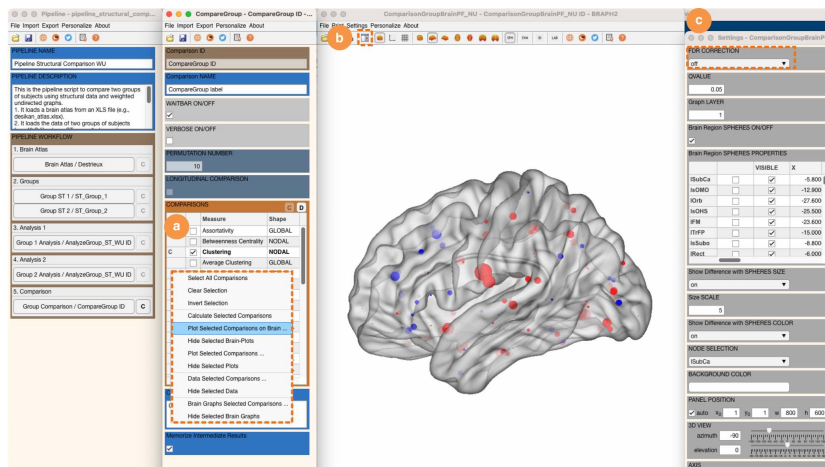 Pipeline - pipeline_structural_comp...
File Import Export Personalize About
PIPELINE NAME
Pipeline Structural Comparison WU
PIPELINE DESCRIPTION
This is the pipeline script to compare two groups
of subjects using structural data and weighted
undirected graphs.
1. It loads a brain atlas from an XLS file (e.g.,
desikan_atlas.xlsx).
2. It loads the data of two groups of subjects
PIPELINE WORKFLOW
1. Brain Atlas
Brain Atlas / Destrieux C
2. Groups
Group ST 1 / ST_Group_1 C
Group ST 2 / ST_Group_2 C
3. Analysis 1
Group 1 Analysis / AnalyzeGroup_ST_WU ID C
4. Analysis 2
Group 2 Analysis / AnalyzeGroup_ST_WU ID C
5. Comparison
Group Comparison / CompareGroup ID C
CompareGroup - CompareGroup ID -...
File Import Export Personalize About
Comparison ID
CompareGroup ID
Comparison NAME
CompareGroup label
WAITBAR ON/OFF
VERBOSE ON/OFF
PERMUTATION NUMBER
10
LONGITUDINAL COMPARISON
COMPARISONS C D
a
Measure Shape
Assortativity GLOBAL
Betweenness Centrality NODAL
C Clustering NODAL
Average Clustering GLOBAL
Select All Comparisons
Clear Selection
Invert Selection
Calculate Selected Comparisons
Plot Selected Comparisons on Brain ...
Hide Selected Brain-Plots
Plot Selected Comparisons ...
Hide Selected Plots
Data Selected Comparisons ...
Hide Selected Data
Brain Graphs Selected Comparisons ...
Hide Selected Brain Graphs
Memorize Intermediate Results
ComparisonGroupBrainPF_NU - ComparisonGroupBrainPF_NU ID - BRAPH2
File Print Settings Personalize About
b
c
Settings - ComparisonGroupBrainPF
FDR CORRECTION
off
QVALUE
0.05
Graph LAYER
1
Brain Region SPHERES ON/OFF
Brain Region SPHERES PROPERTIES
VISIBLE X
lSubCa -5.800
lsOMO -12.900
lOrb -27.600
lsOHS -25.500
lFM -23.600
lTrFP -15.000
lsSubo -8.800
lRect -6.000
Show Difference with SPHERES SIZE
on
Size SCALE
5
Show Difference with SPHERES COLOR
on
NODE SELECTION
lSubCa
BACKGROUND COLOR
PANEL POSITION
auto x0 1 y0 1 w 800 h 600
3D VIEW
azimuth -90
elevation 0
AXIS